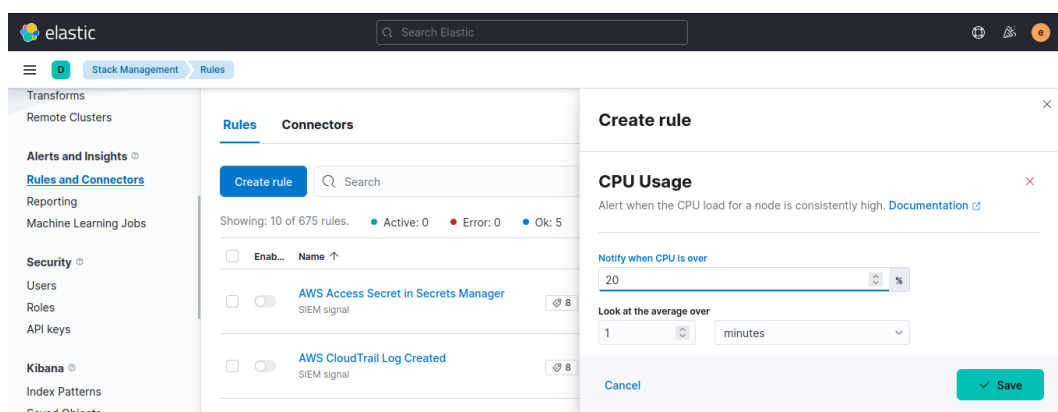 elastic
Search Elastic
e
D
Stack Management
Rules
Transforms
Remote Clusters
Alerts and Insights
Rules and Connectors
Reporting
Machine Learning Jobs
Security
Users
Roles
API keys
Kibana
Index Patterns
Saved Objects
Rules
Connectors
Create rule
Search
Showing: 10 of 675 rules.
Active: 0
Error: 0
Ok: 5
Enab...
Name ↑
AWS Access Secret in Secrets Manager
8
SIEM signal
AWS CloudTrail Log Created
8
SIEM signal
Create rule
CPU Usage
Alert when the CPU load for a node is consistently high. Documentation
Notify when CPU is over
20
%
Look at the average over
1
minutes
Cancel
Save